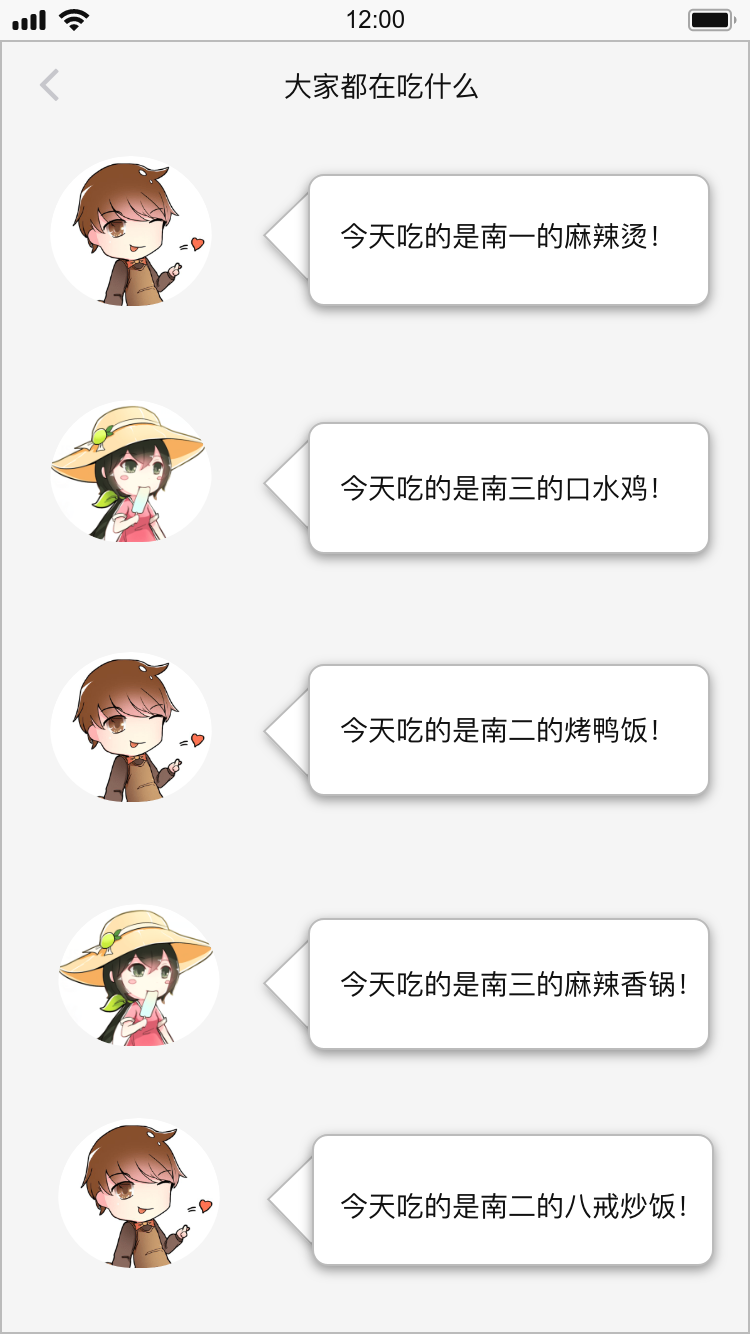 12:00
大家都在吃什么
今天吃的是南一的麻辣烫！
今天吃的是南三的口水鸡！
今天吃的是南二的烤鸭饭！
今天吃的是南三的麻辣香锅！
今天吃的是南二的八戒炒饭！